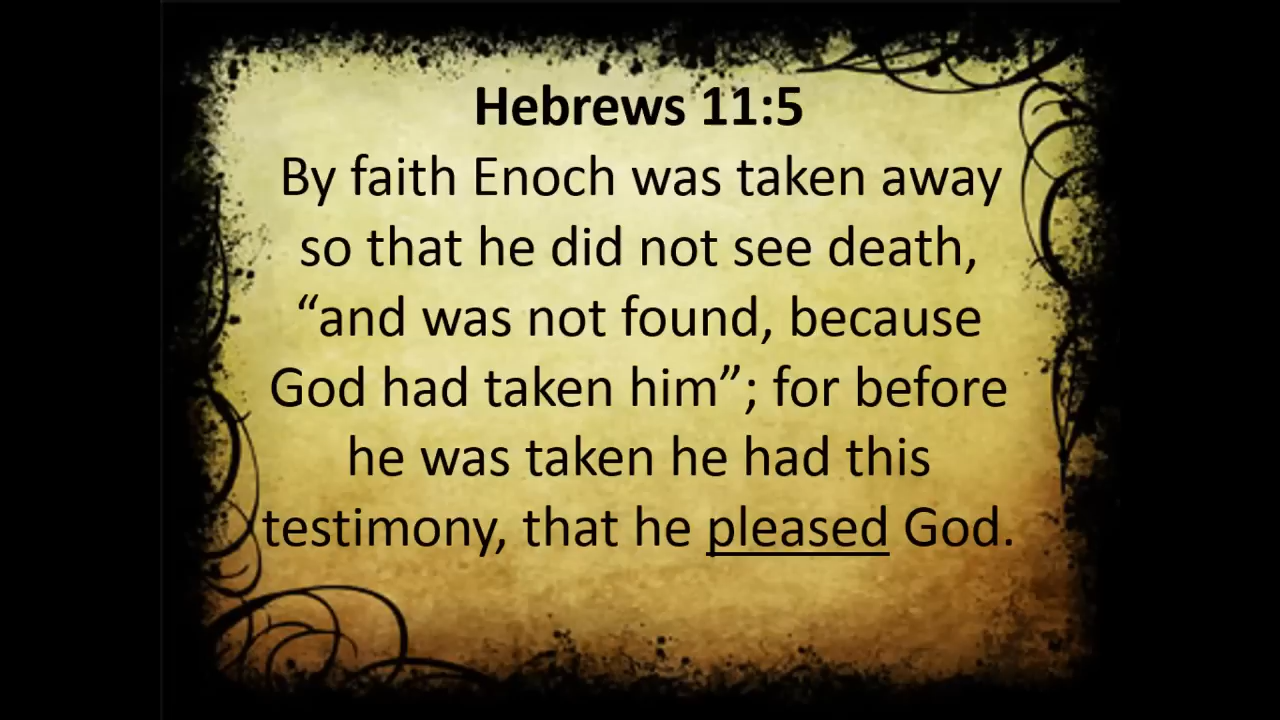 Hebrews 11:5
By faith Enoch was taken away
so that he did not see death,
“and was not found, because
God had taken him”; for before
he was taken he had this
testimony, that he pleased God.